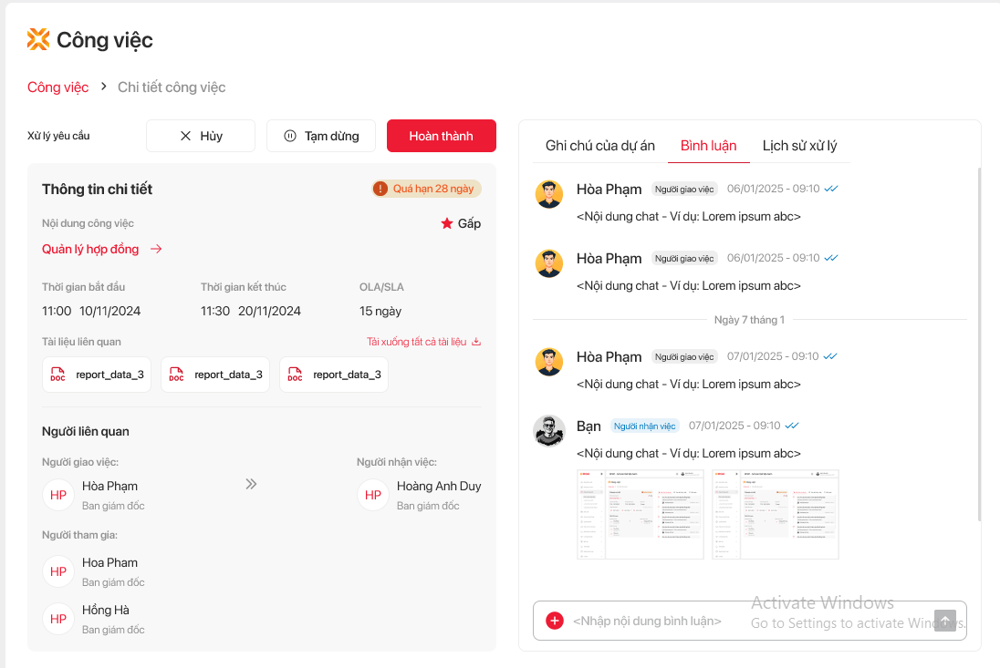 Công việc
Công việc > Chi tiết công việc
Xử lý yêu cầu
Hủy
Tạm dừng
Hoàn thành
Thông tin chi tiết
Quá hạn 28 ngày
Nội dung công việc
Gấp
Quản lý hợp đồng
Thời gian bắt đầu
Thời gian kết thúc
OLA/SLA
11:00 10/11/2024
11:30 20/11/2024
15 ngày
Tài liệu liên quan
Tải xuống tất cả tài liệu
DOC report_data_3
DOC report_data_3
DOC report_data_3
Người liên quan
Người giao việc:
Người nhận việc:
HP Hòa Phạm
Ban giám đốc
HP Hoàng Anh Duy
Ban giám đốc
Người tham gia:
HP Hoa Pham
Ban giám đốc
HP Hồng Hà
Ban giám đốc
Ghi chú của dự án
Bình luận
Lịch sử xử lý
Hòa Phạm Người giao việc 06/01/2025 - 09:10
<Nội dung chat - Ví dụ: Lorem ipsum abc>
Hòa Phạm Người giao việc 06/01/2025 - 09:10
<Nội dung chat - Ví dụ: Lorem ipsum abc>
Ngày 7 tháng 1
Hòa Phạm Người giao việc 07/01/2025 - 09:10
<Nội dung chat - Ví dụ: Lorem ipsum abc>
Bạn Người nhận việc 07/01/2025 - 09:10
<Nội dung chat - Ví dụ: Lorem ipsum abc>
<Nhập nội dung bình luận>
Activate Windows
Go to Settings to activate Windows.